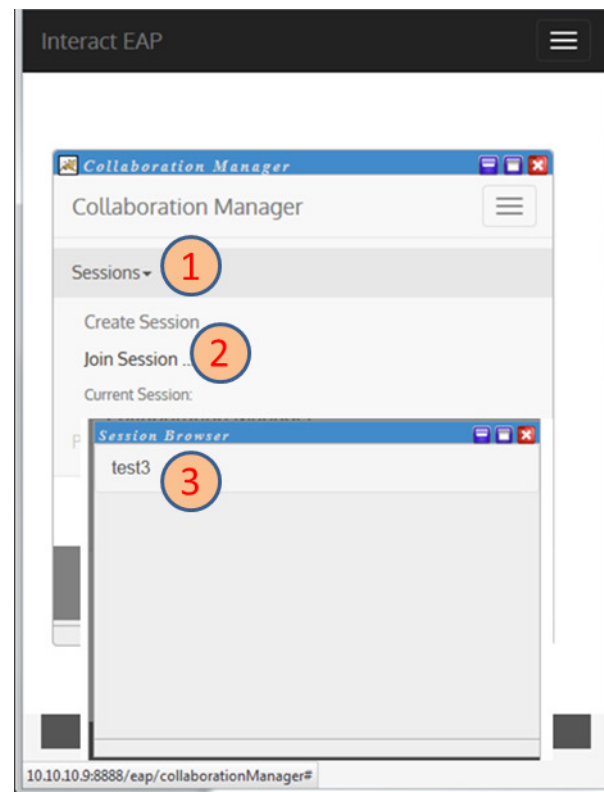 Interact EAP
Collaboration Manager
Collaboration Manager
Sessions
1
Create Session
2
Join Session ...
Current Session:
Session Browser
test3
3
10.10.10.9:8888/eap/collaborationManager#